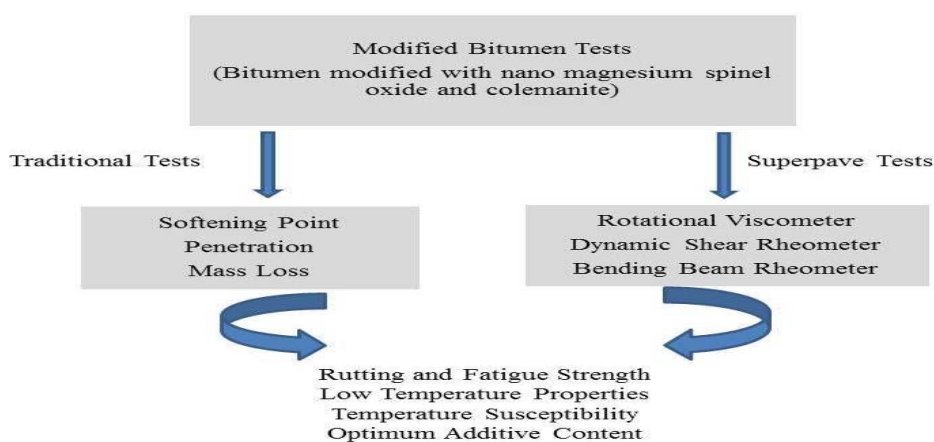 Modified Bitumen Tests
(Bitumen modified with nano magnesium spinel
oxide and colemanite)
Traditional Tests
Superpave Tests
Softening Point
Penetration
Mass Loss
Rotational Viscometer
Dynamic Shear Rheometer
Bending Beam Rheometer
Rutting and Fatigue Strength
Low Temperature Properties
Temperature Susceptibility
Optimum Additive Content